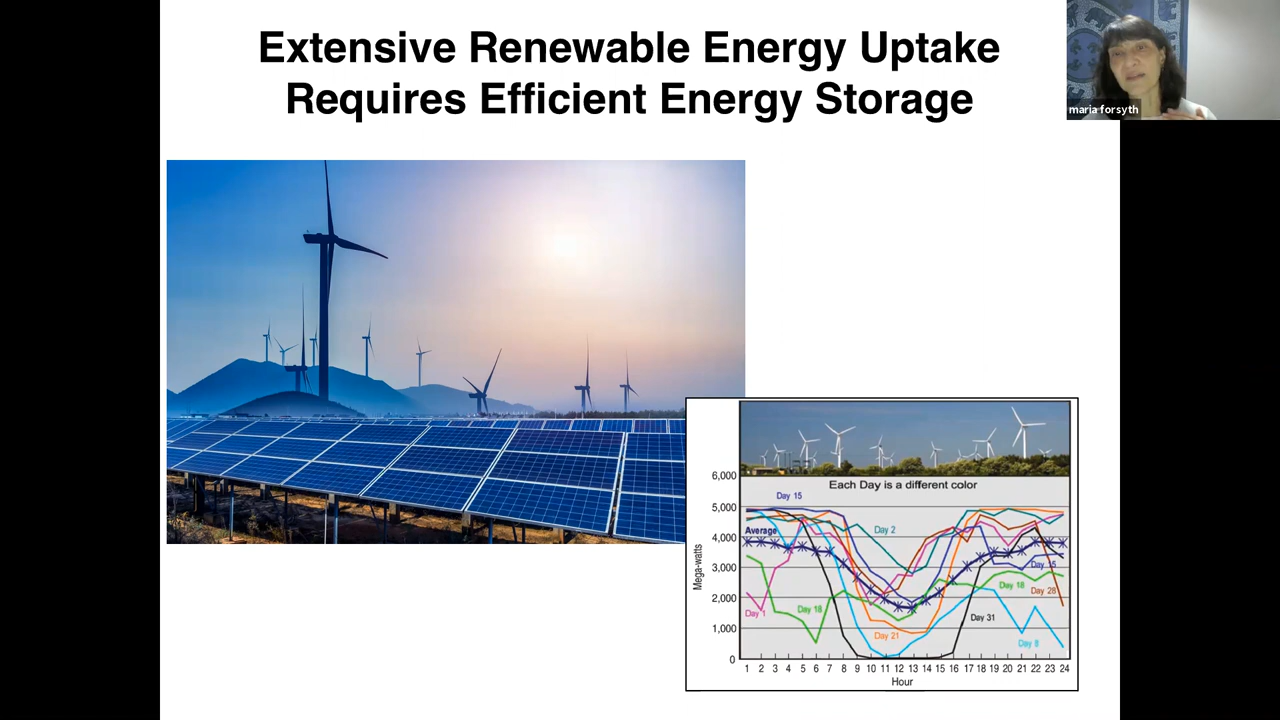 Extensive Renewable Energy Uptake
Requires Efficient Energy Storage
maria forsyth
Each Day is a different color
Day 15
Day 2
Average
Day 15
Day 18
Day 28
Day 1
Day 18
Day 31
Day 21
Day 8
Mega-watts
6,000
5,000
4,000
3,000
2,000
1,000
0
1 2 3 4 5 6 7 8 9 10 11 12 13 14 15 16 17 18 19 20 21 22 23 24
Hour